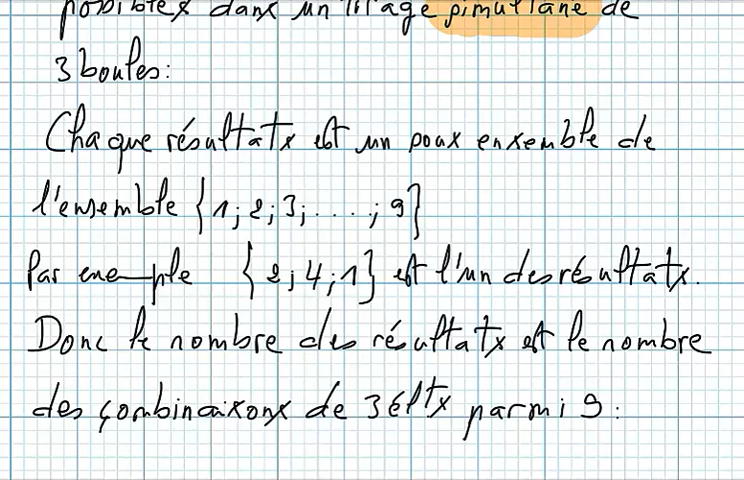 possibles dans un tirage simultané de
3 boules:
Chaque résultats est un sous ensemble de
l'ensemble {1; 2; 3; ....; 9}
Par exemple {2; 4; 1} est l'un des résultats.
Donc le nombre des résultats est le nombre
des combinaisons de 3 élts parmi 9: